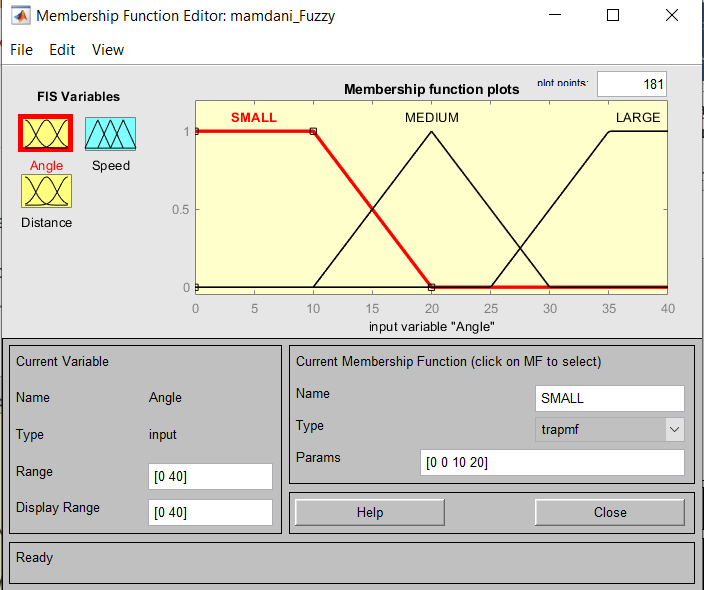 Membership Function Editor: mamdani_Fuzzy
File Edit View
FIS Variables
Angle
Speed
Distance
Membership function plots
plot points:
181
SMALL
MEDIUM
LARGE
1
0.5
0
0 5 10 15 20 25 30 35 40
input variable "Angle"
Current Variable
Name Angle
Type input
Range [0 40]
Display Range [0 40]
Current Membership Function (click on MF to select)
Name SMALL
Type trapmf
Params [0 0 10 20]
Help Close
Ready